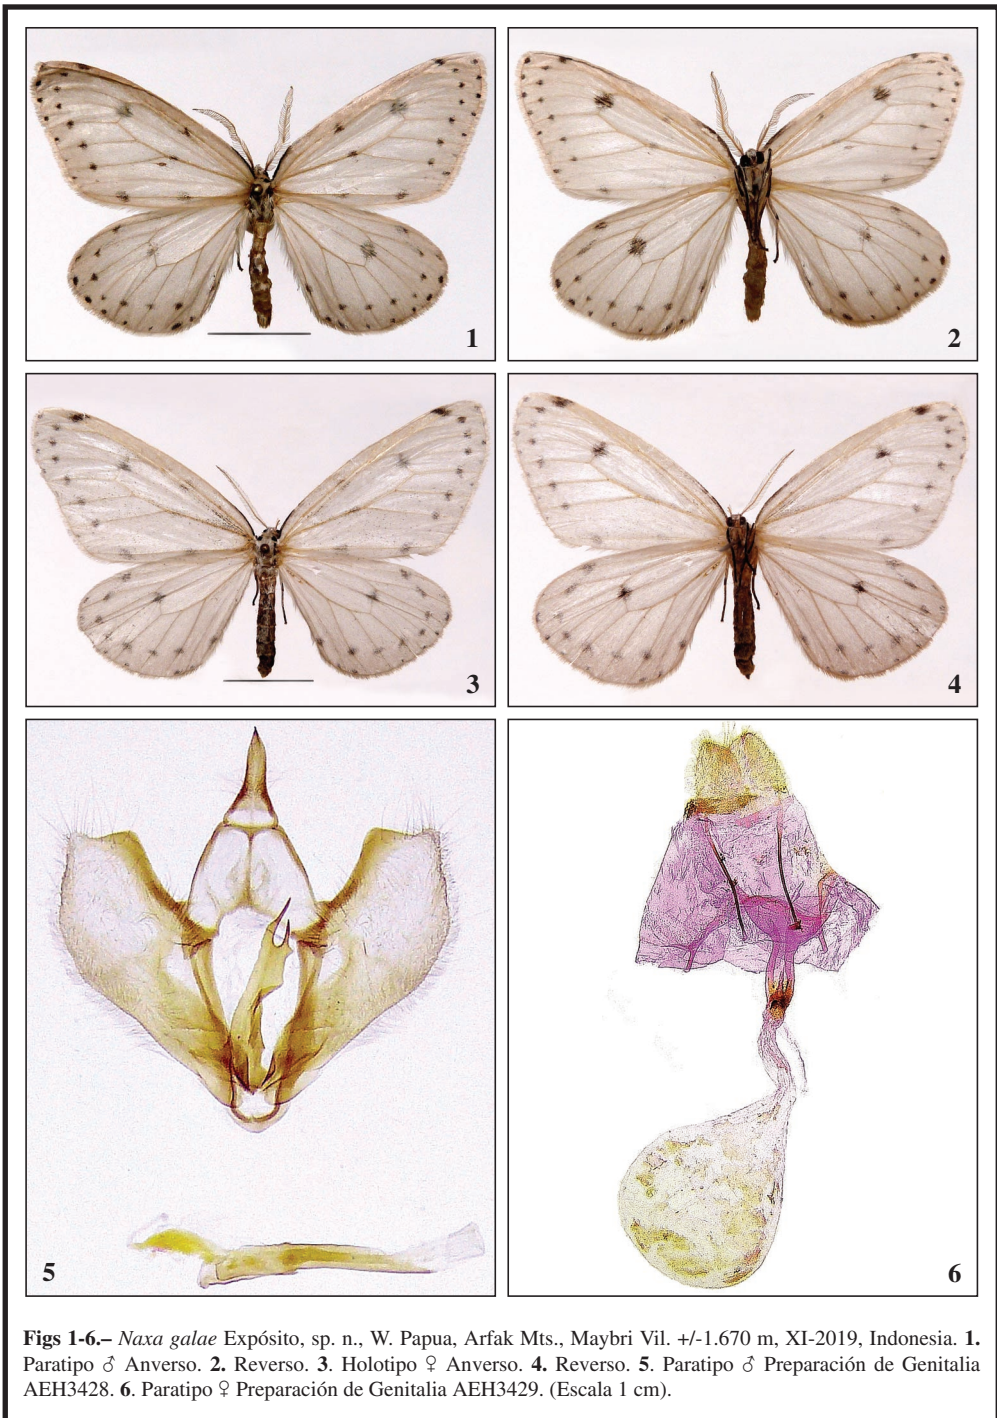 1
2
3
4
5
6
Figs 1-6.– Naxa galae Expósito, sp. n., W. Papua, Arfak Mts., Maybri Vil. +/-1.670 m, XI-2019, Indonesia. 1.
Paratipo ♂ Anverso. 2. Reverso. 3. Holotipo ♀ Anverso. 4. Reverso. 5. Paratipo ♂ Preparación de Genitalia
AEH3428. 6. Paratipo ♀ Preparación de Genitalia AEH3429. (Escala 1 cm).